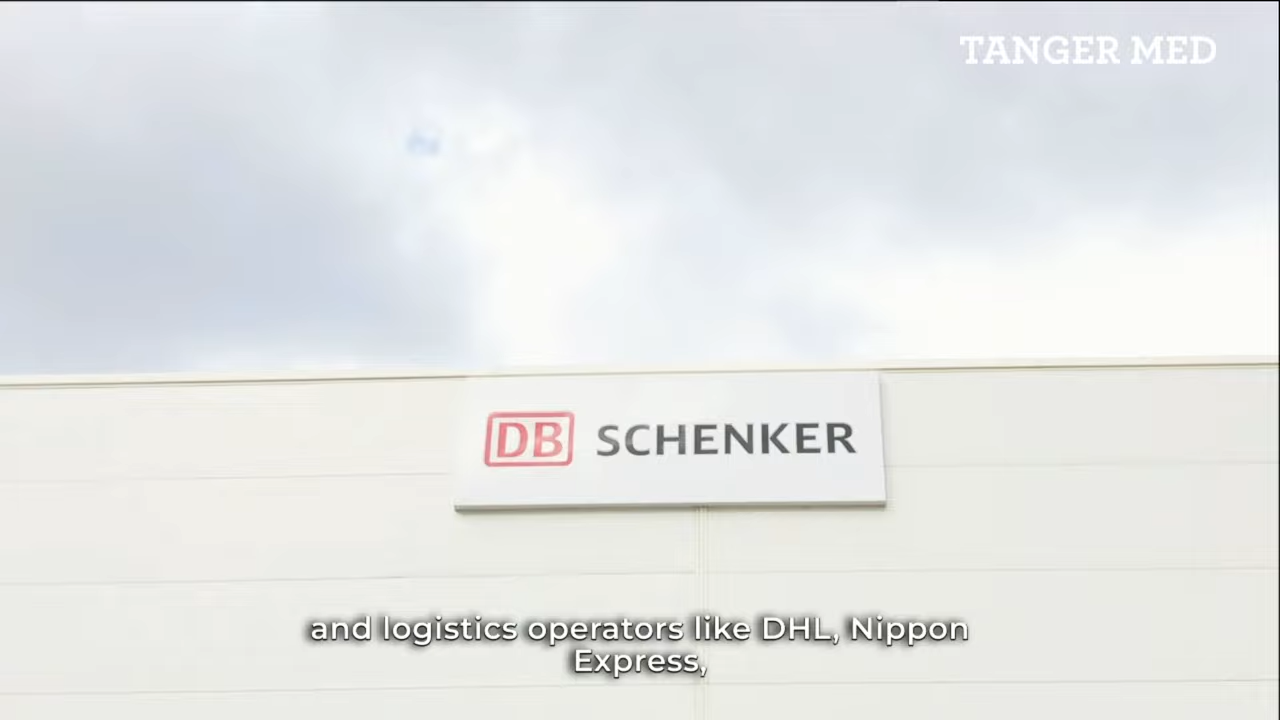 TANGER MED
DB SCHENKER
and logistics operators like DHL, Nippon
Express,